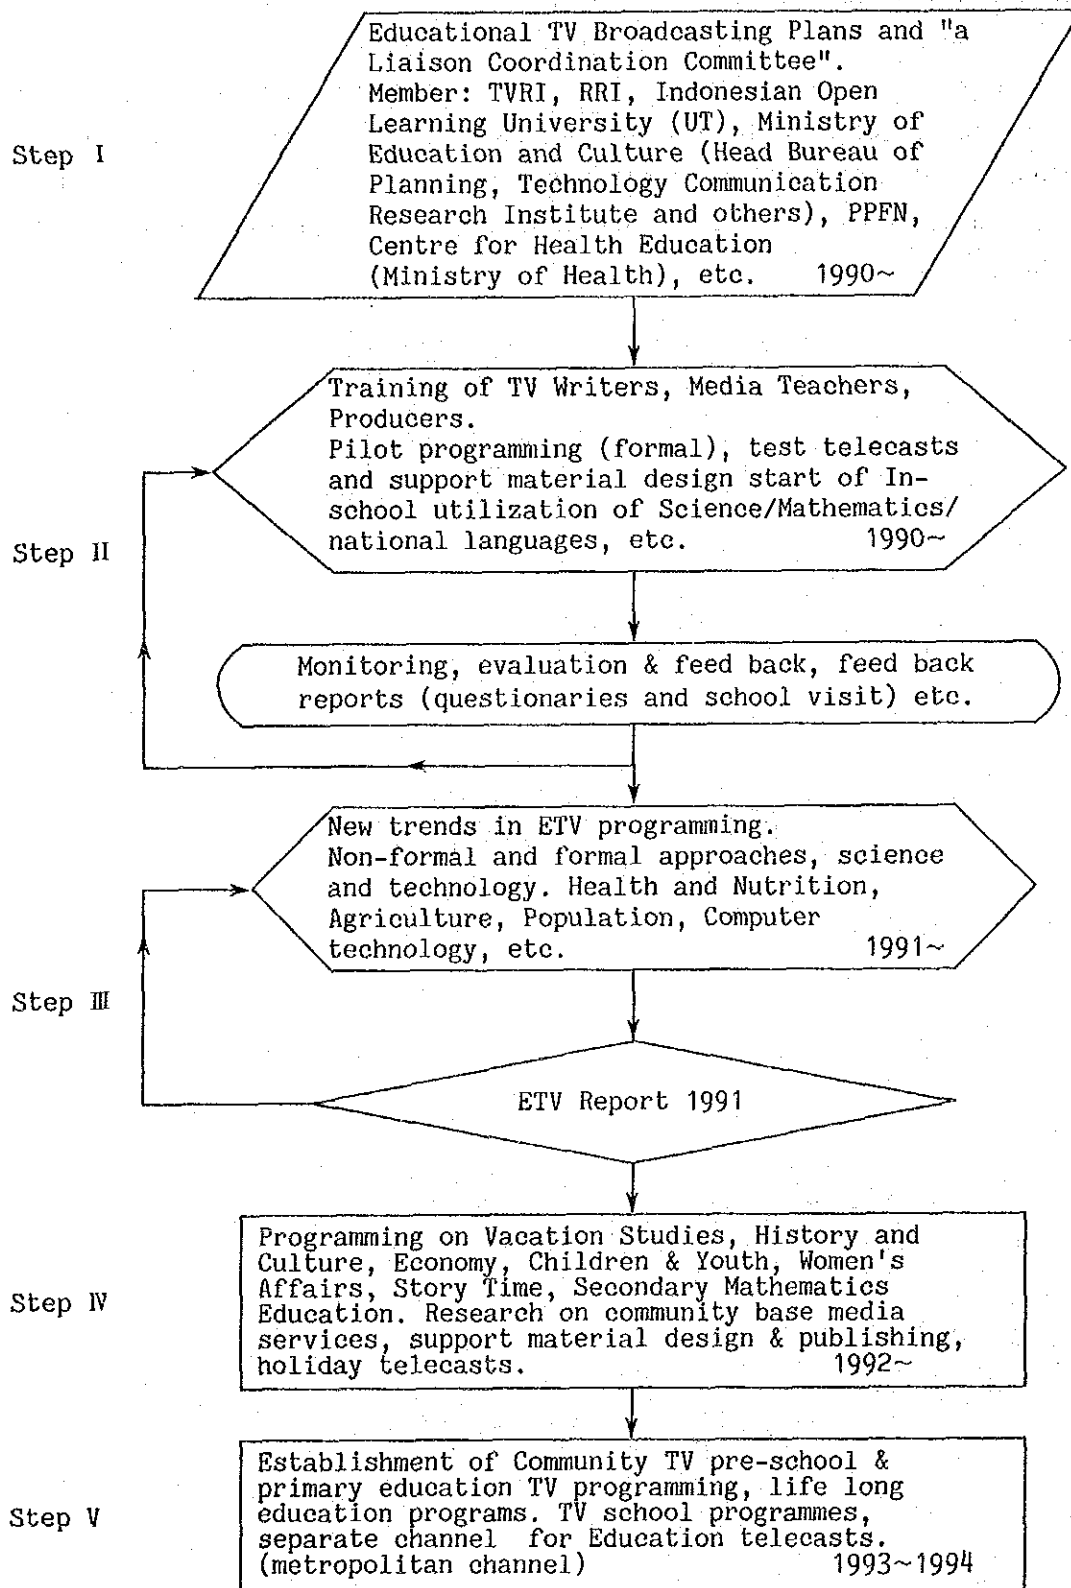 Educational TV Broadcasting Plans and "a
Liaison Coordination Committee".
Member: TVRI, RRI, Indonesian Open
Learning University (UT), Ministry of
Education and Culture (Head Bureau of
Planning, Technology Communication
Research Institute and others), PPFN,
Centre for Health Education
(Ministry of Health), etc. 1990~
Step I
Training of TV Writers, Media Teachers,
Producers.
Pilot programming (formal), test telecasts
and support material design start of In-
school utilization of Science/Mathematics/
national languages, etc. 1990~
Step II
Monitoring, evaluation & feed back, feed back
reports (questionaries and school visit) etc.
New trends in ETV programming.
Non-formal and formal approaches, science
and technology. Health and Nutrition,
Agriculture, Population, Computer
technology, etc. 1991~
Step III
ETV Report 1991
Programming on Vacation Studies, History and
Culture, Economy, Children & Youth, Women's
Affairs, Story Time, Secondary Mathematics
Education. Research on community base media
services, support material design & publishing,
holiday telecasts. 1992~
Step IV
Establishment of Community TV pre-school &
primary education TV programming, life long
education programs. TV school programmes,
separate channel for Education telecasts.
(metropolitan channel) 1993~1994
Step V